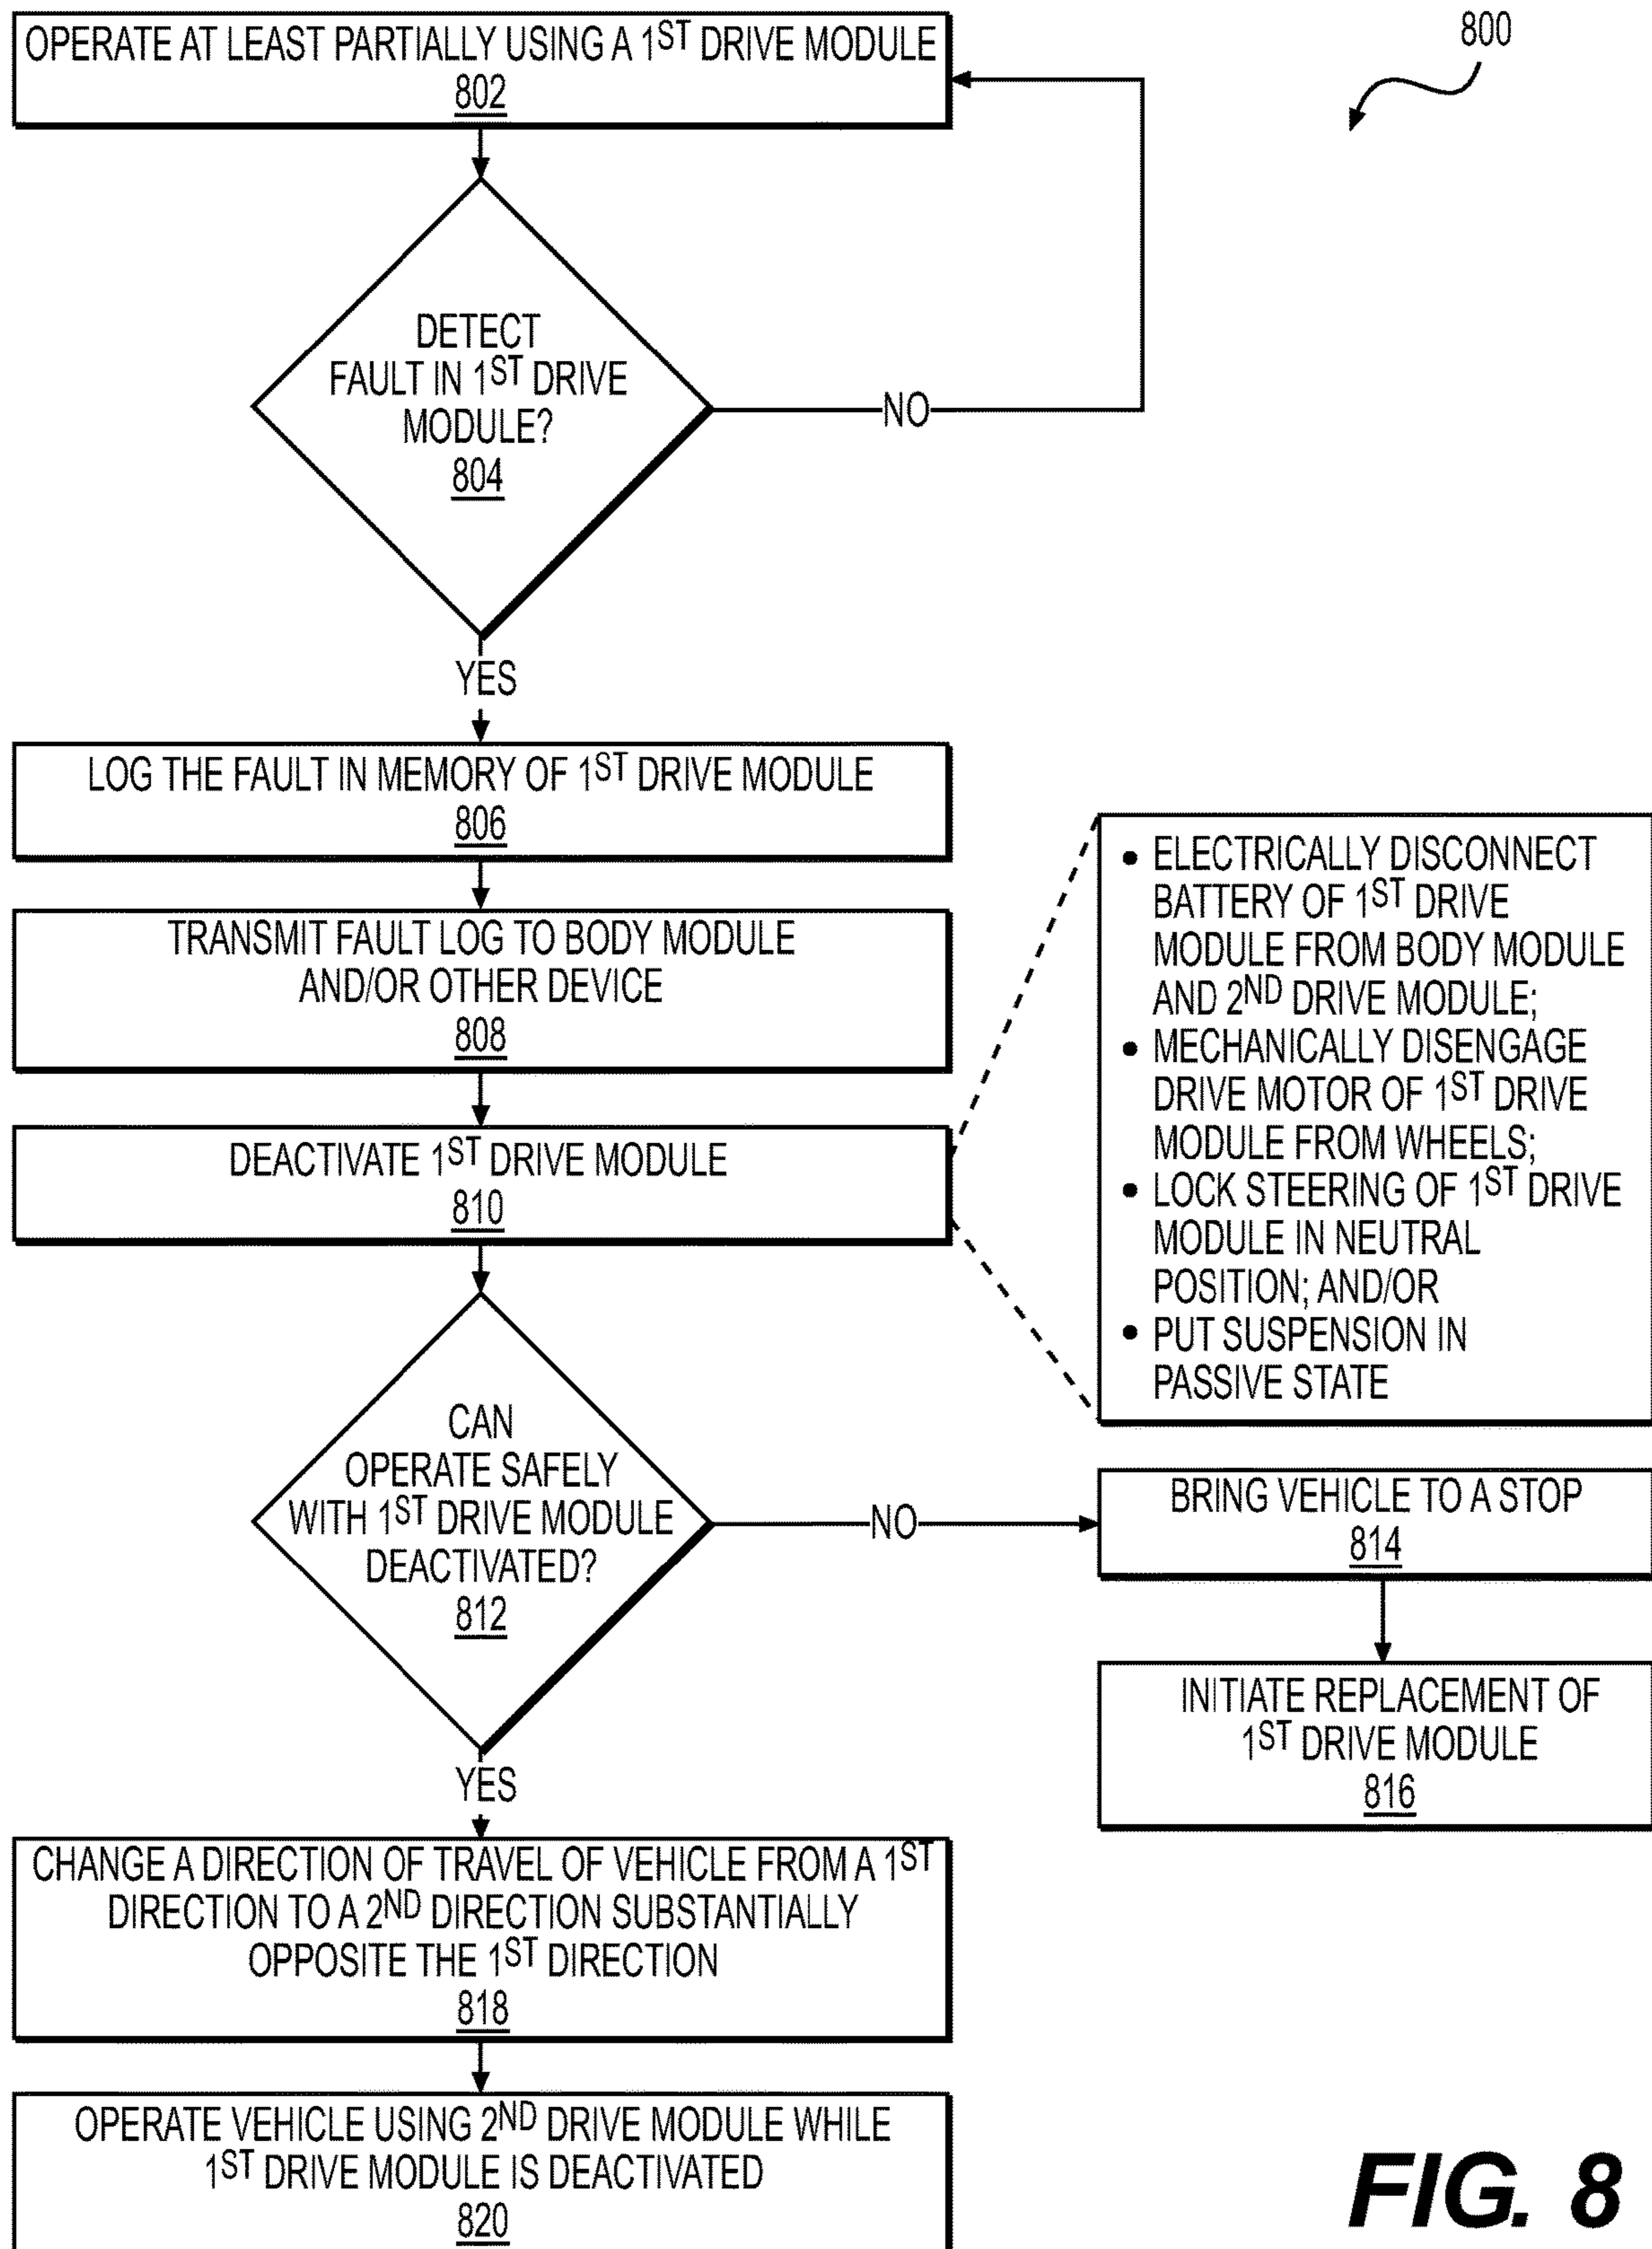 800
OPERATE AT LEAST PARTIALLY USING A 1ST DRIVE MODULE
802
DETECT
FAULT IN 1ST DRIVE
MODULE?
804
NO
YES
LOG THE FAULT IN MEMORY OF 1ST DRIVE MODULE
806
TRANSMIT FAULT LOG TO BODY MODULE
AND/OR OTHER DEVICE
808
DEACTIVATE 1ST DRIVE MODULE
810
• ELECTRICALLY DISCONNECT
BATTERY OF 1ST DRIVE
MODULE FROM BODY MODULE
AND 2ND DRIVE MODULE;
• MECHANICALLY DISENGAGE
DRIVE MOTOR OF 1ST DRIVE
MODULE FROM WHEELS;
• LOCK STEERING OF 1ST DRIVE
MODULE IN NEUTRAL
POSITION; AND/OR
• PUT SUSPENSION IN
PASSIVE STATE
CAN
OPERATE SAFELY
WITH 1ST DRIVE MODULE
DEACTIVATED?
812
NO
BRING VEHICLE TO A STOP
814
INITIATE REPLACEMENT OF
1ST DRIVE MODULE
816
YES
CHANGE A DIRECTION OF TRAVEL OF VEHICLE FROM A 1ST
DIRECTION TO A 2ND DIRECTION SUBSTANTIALLY
OPPOSITE THE 1ST DIRECTION
818
OPERATE VEHICLE USING 2ND DRIVE MODULE WHILE
1ST DRIVE MODULE IS DEACTIVATED
820
FIG. 8